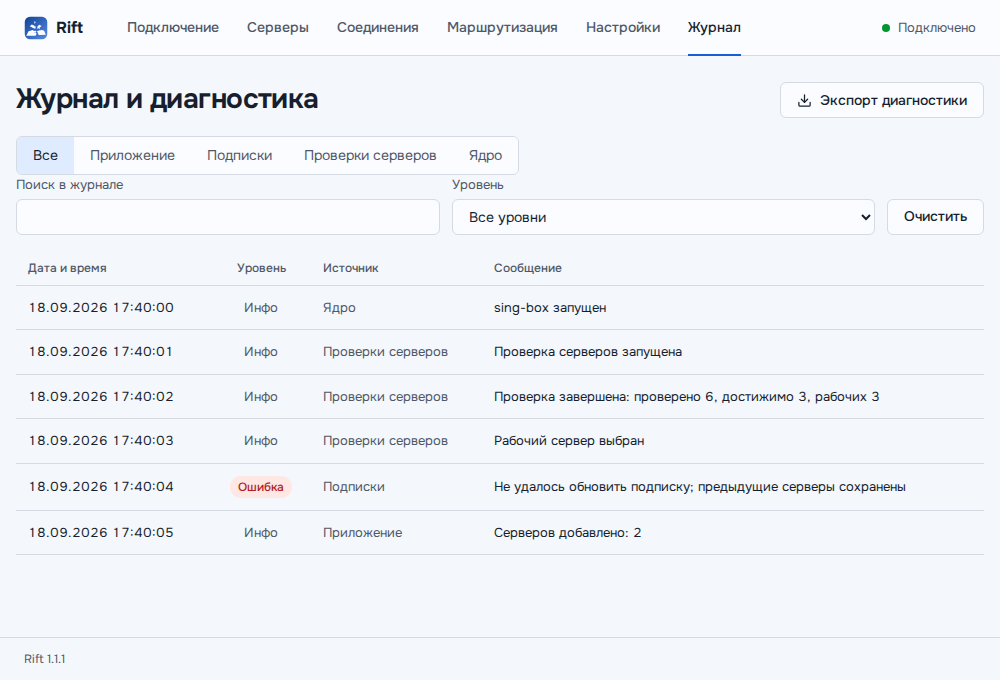 Rift Подключение Серверы Соединения Маршрутизация Настройки Журнал Подключено
Журнал и диагностика Экспорт диагностики
Все Приложение Подписки Проверки серверов Ядро
Поиск в журнале Уровень
Все уровни Очистить
Дата и время Уровень Источник Сообщение
18.09.2026 17:40:00 Инфо Ядро sing-box запущен
18.09.2026 17:40:01 Инфо Проверки серверов Проверка серверов запущена
18.09.2026 17:40:02 Инфо Проверки серверов Проверка завершена: проверено 6, достижимо 3, рабочих 3
18.09.2026 17:40:03 Инфо Проверки серверов Рабочий сервер выбран
18.09.2026 17:40:04 Ошибка Подписки Не удалось обновить подписку; предыдущие серверы сохранены
18.09.2026 17:40:05 Инфо Приложение Серверов добавлено: 2
Rift 1.1.1